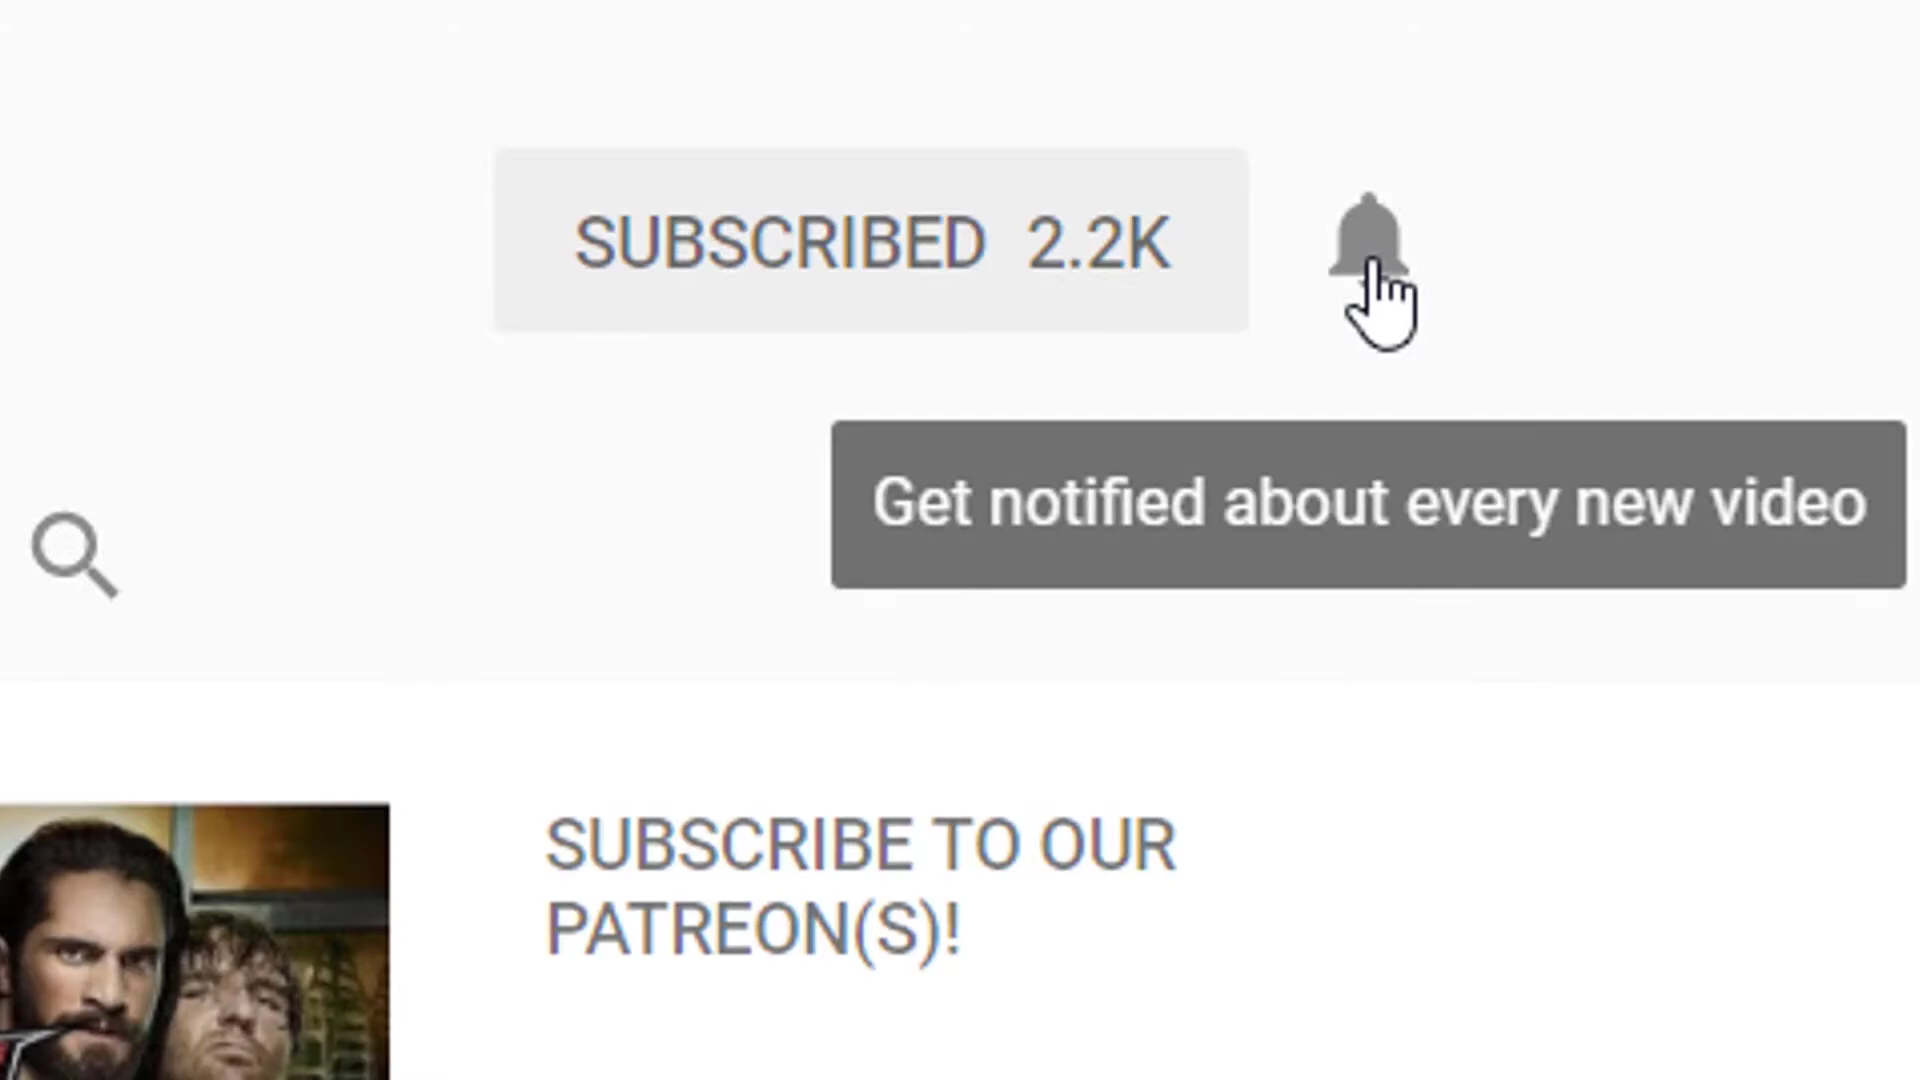 SUBSCRIBED 2.2K
Get notified about every new video
SUBSCRIBE TO OUR
PATREON(S)!